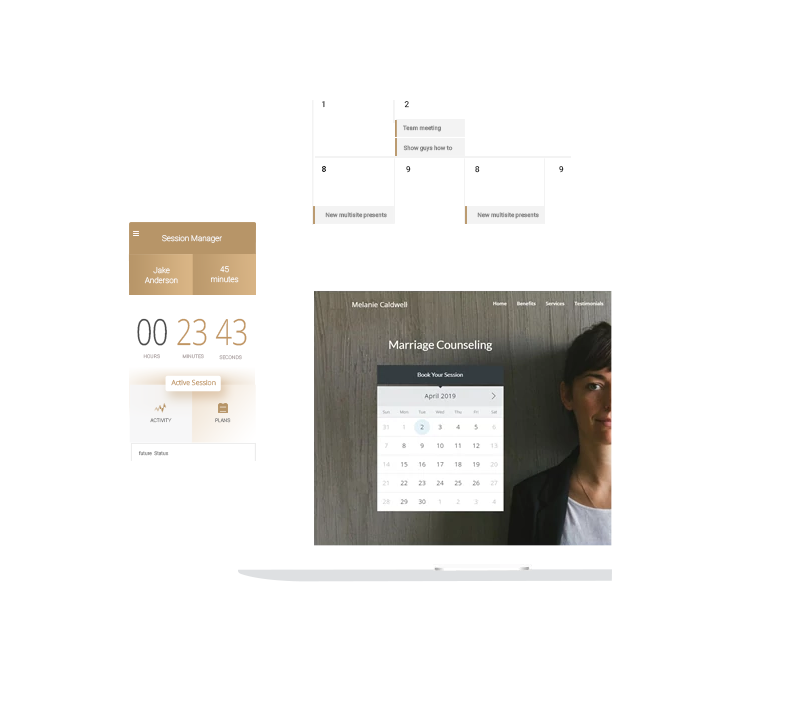 1 2
Team meeting
Show guys how to
8 9 8 9
New multisite presents New multisite presents
Session Manager
Jake
Anderson
45
minutes
00 23 43
HOURS MINUTES SECONDS
Active Session
ACTIVITY PLANS
future: Status
Melanie Caldwell Home Benefits Services Testimonials
Marriage Counseling
Book Your Session
April 2019
Sun Mon Tue Wed Thu Fri Sat
31 1 2 3 4 5 6
7 8 9 10 11 12 13
14 15 16 17 18 19 20
21 22 23 24 25 26 27
28 29 30 1 2 3 4